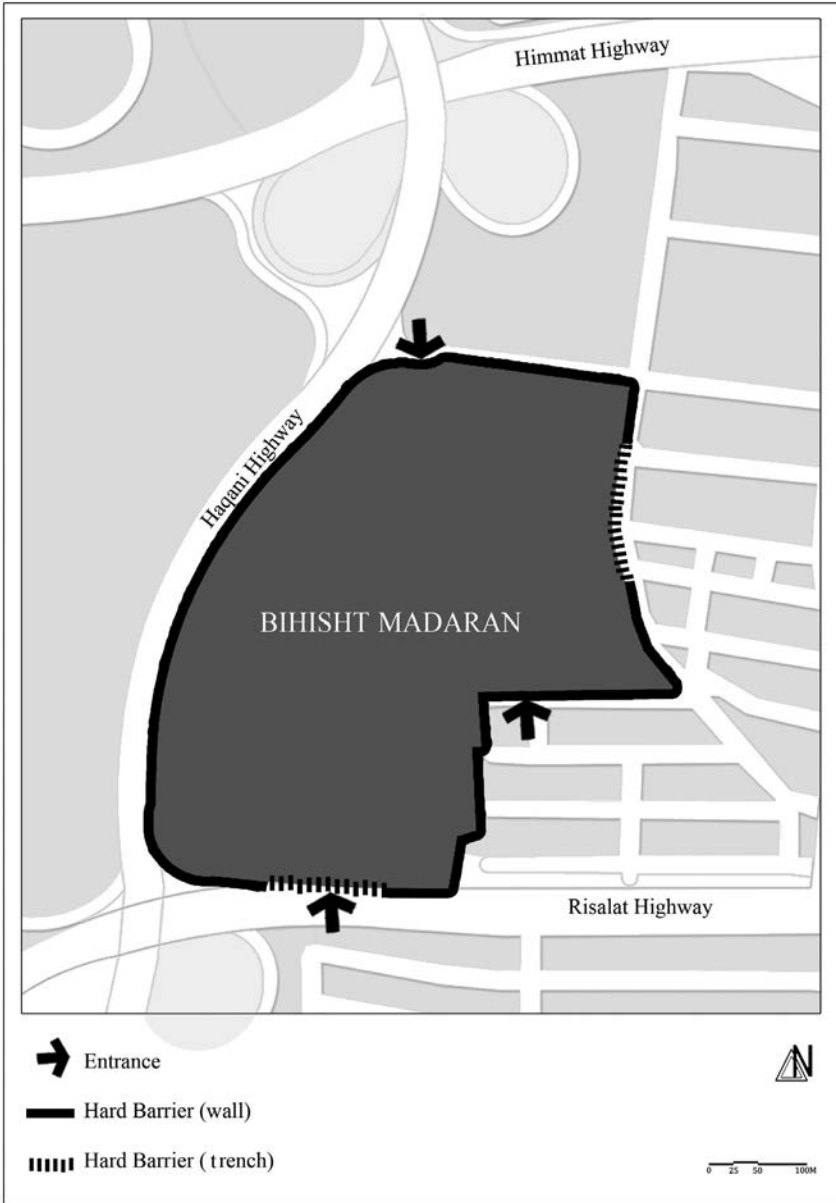 Himmat Highway
Haqani Highway
BIHISHT MADARAN
Risalat Highway
Entrance
N
Hard Barrier (wall)
Hard Barrier ( trench)
0 25 50 100M